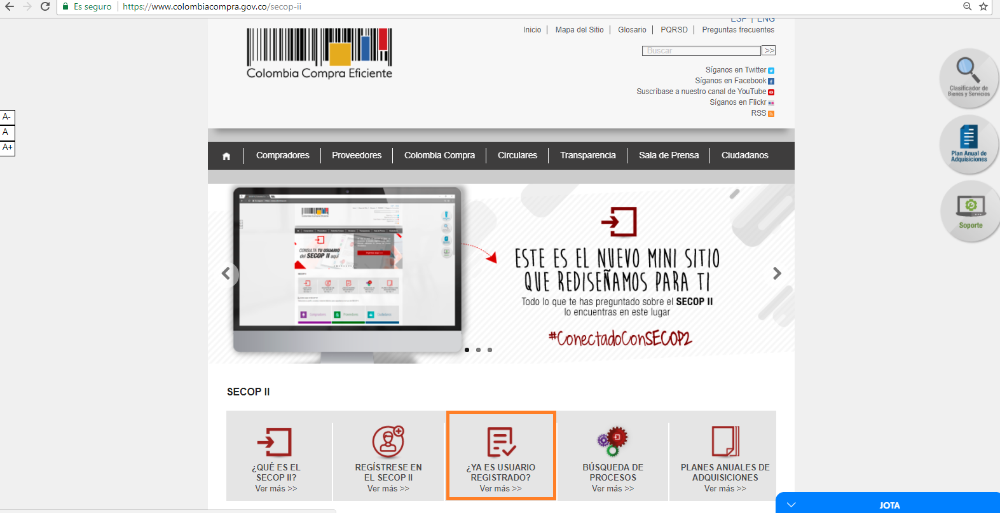 Es seguro | https://www.colombiacompra.gov.co/secop-ii
ESP | ENG
Inicio | Mapa del Sitio | Glosario | PQRSD | Preguntas frecuentes
Colombia Compra Eficiente
Buscar >>
Síganos en Twitter
Síganos en Facebook
Suscríbase a nuestro canal de YouTube
Síganos en Flickr
RSS
A-
A
A+
Clasificador de
Bienes y Servicios
Plan Anual de
Adquisiciones
Soporte
Compradores | Proveedores | Colombia Compra | Circulares | Transparencia | Sala de Prensa | Ciudadanos
CONSULTA TU USUARIO
del SECOP II aquí
ESTE ES EL NUEVO MINI SITIO
QUE REDISEÑAMOS PARA TI
Todo lo que te has preguntado sobre el SECOP II
lo encuentras en este lugar
#ConectadoConSECOP2
SECOP II
¿QUÉ ES EL
SECOP II?
Ver más >>
REGÍSTRESE EN
EL SECOP II
Ver más >>
¿YA ES USUARIO
REGISTRADO?
Ver más >>
BÚSQUEDA DE
PROCESOS
Ver más >>
PLANES ANUALES DE
ADQUISICIONES
Ver más >>
JOTA